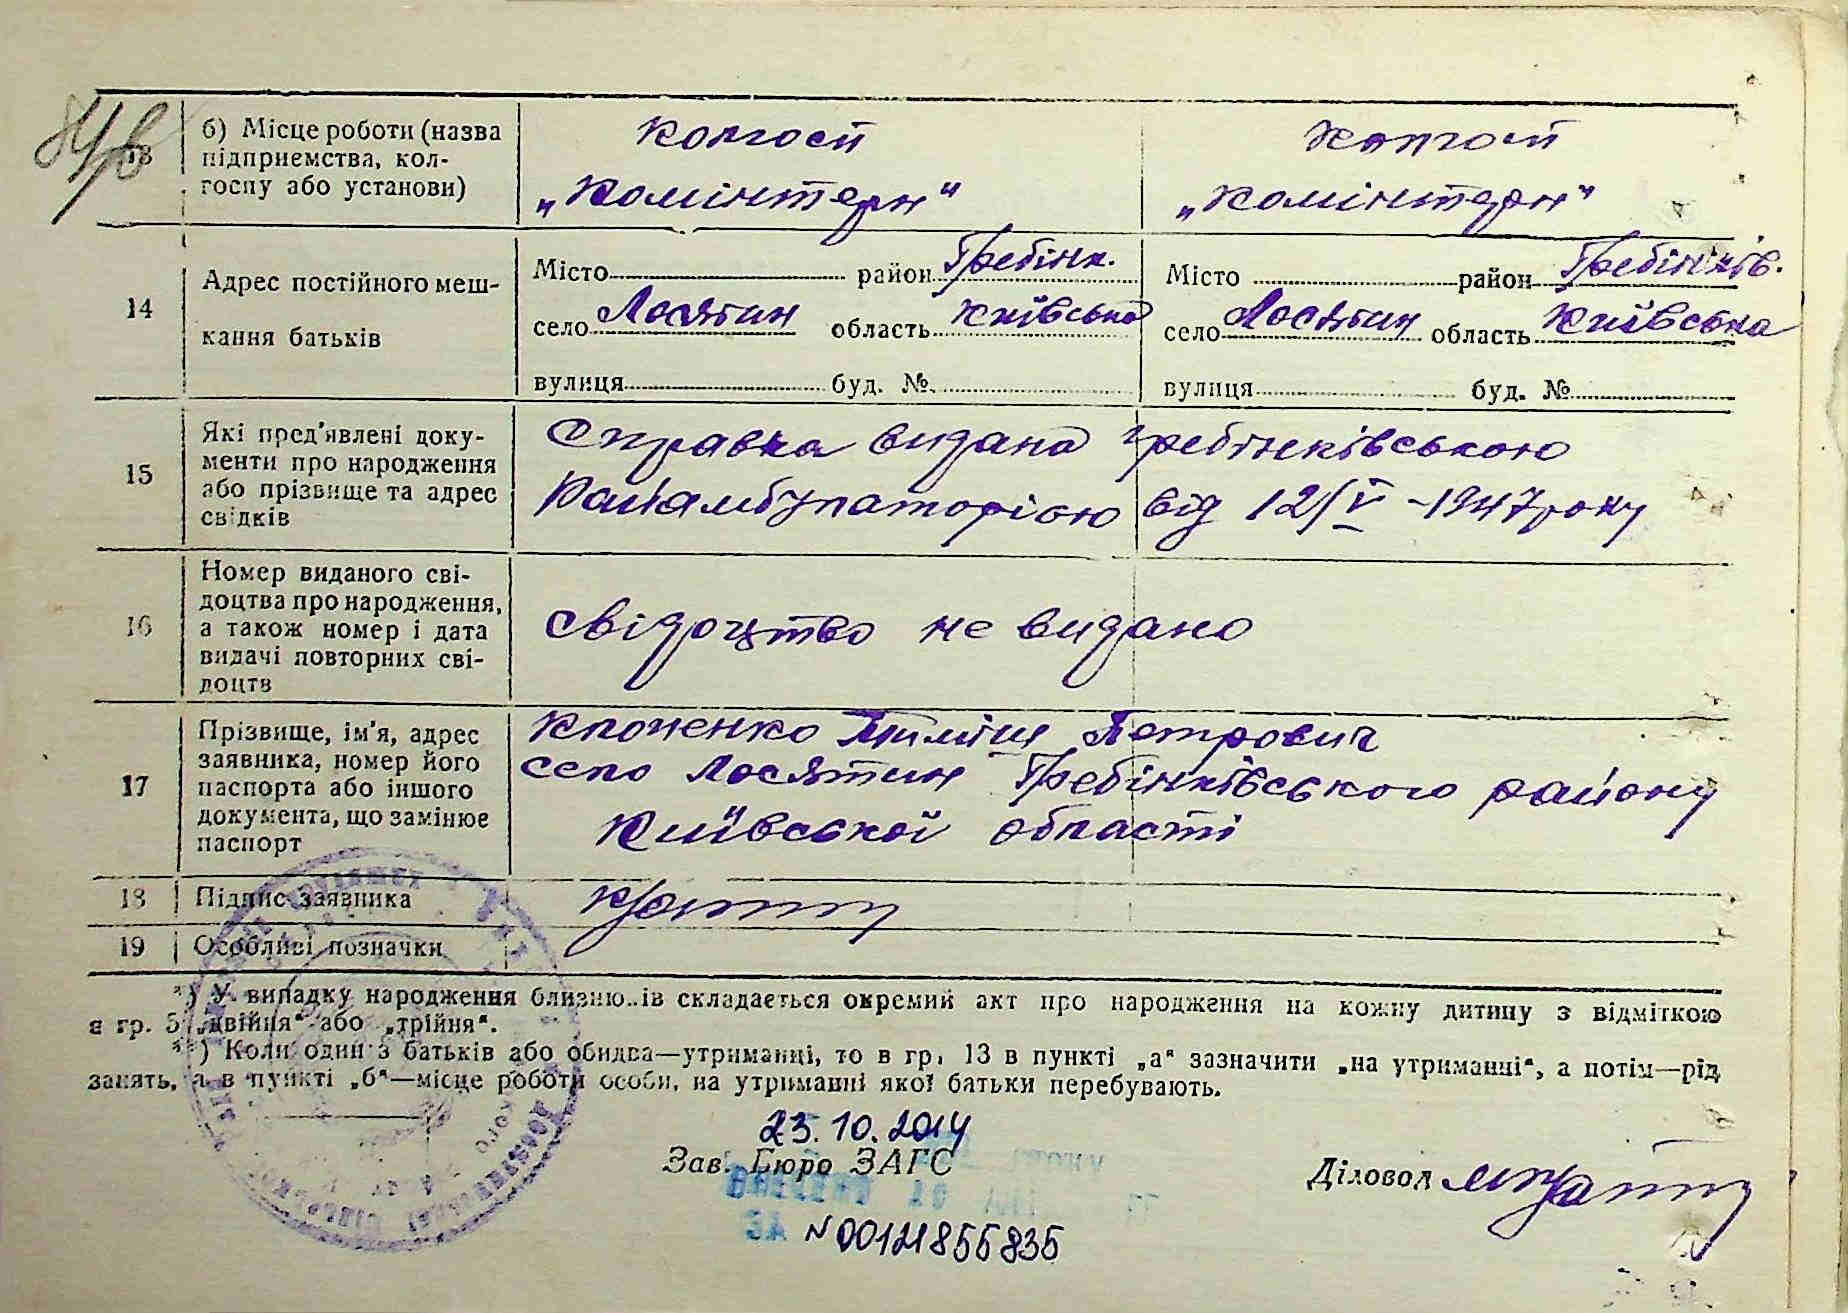 13 б) Місце роботи (назва підприемства, колгоспу або установи)
Колгосп „Комінтерн“
Колгосп „Комінтерн“
14 Адрес постійного мешкання батьків
Місто район Гребінк.
село Лосятин область Київська
вулиця буд. №
Місто район Гребінків.
село Лосятин область Київська
вулиця буд. №
15 Які пред'явлені документи про народження або прізвище та адрес свідків
Справка видана Гребінківською
Райамбулаторією від 12/V -1947 року
16 Номер виданого свідоцтва про народження, а також номер і дата видачі повторних свідоцтв
Свідоцтво не видано
17 Прізвище, ім'я, адрес заявника, номер його паспорта або іншого документа, що замінює паспорт
Клоченко Петрович
село Лосятин Гребінківського району
Київської області
18 Підпис заявника
19 Особливі позначки
*) У випадку народження близнюків складається окремий акт про народження на кожну дитину з відміткою
в гр. 5 „двійня“ або „трійня“.
**) Коли один з батьків або обидва—утриманці, то в гр. 13 в пункті „а“ зазначити „на утриманні“, а потім—рід
занять, а в пункті „б“—місце роботи особи, на утриманні якої батьки перебувають.
23.10.2014
Зав. Бюро ЗАГС
Діловод
№00121855835